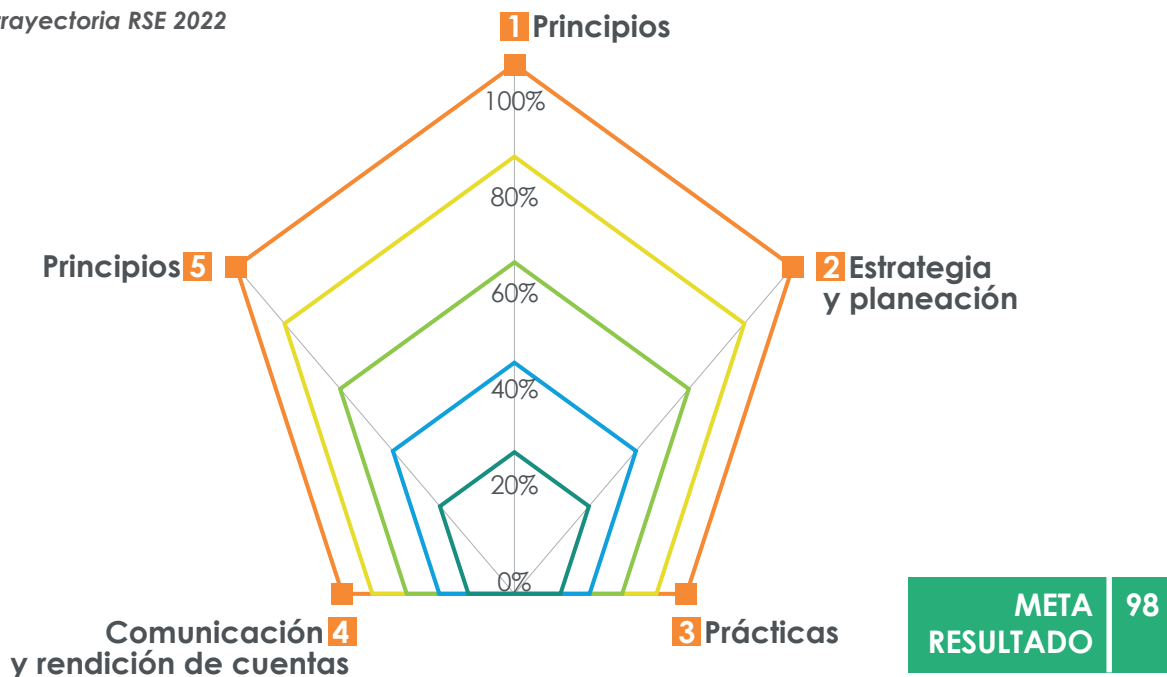 rayectoria RSE 2022
1 Principios
100%
80%
60%
40%
20%
0%
Principios 5
2 Estrategia
y planeación
Comunicación 4
y rendición de cuentas
3 Prácticas
META 98
RESULTADO